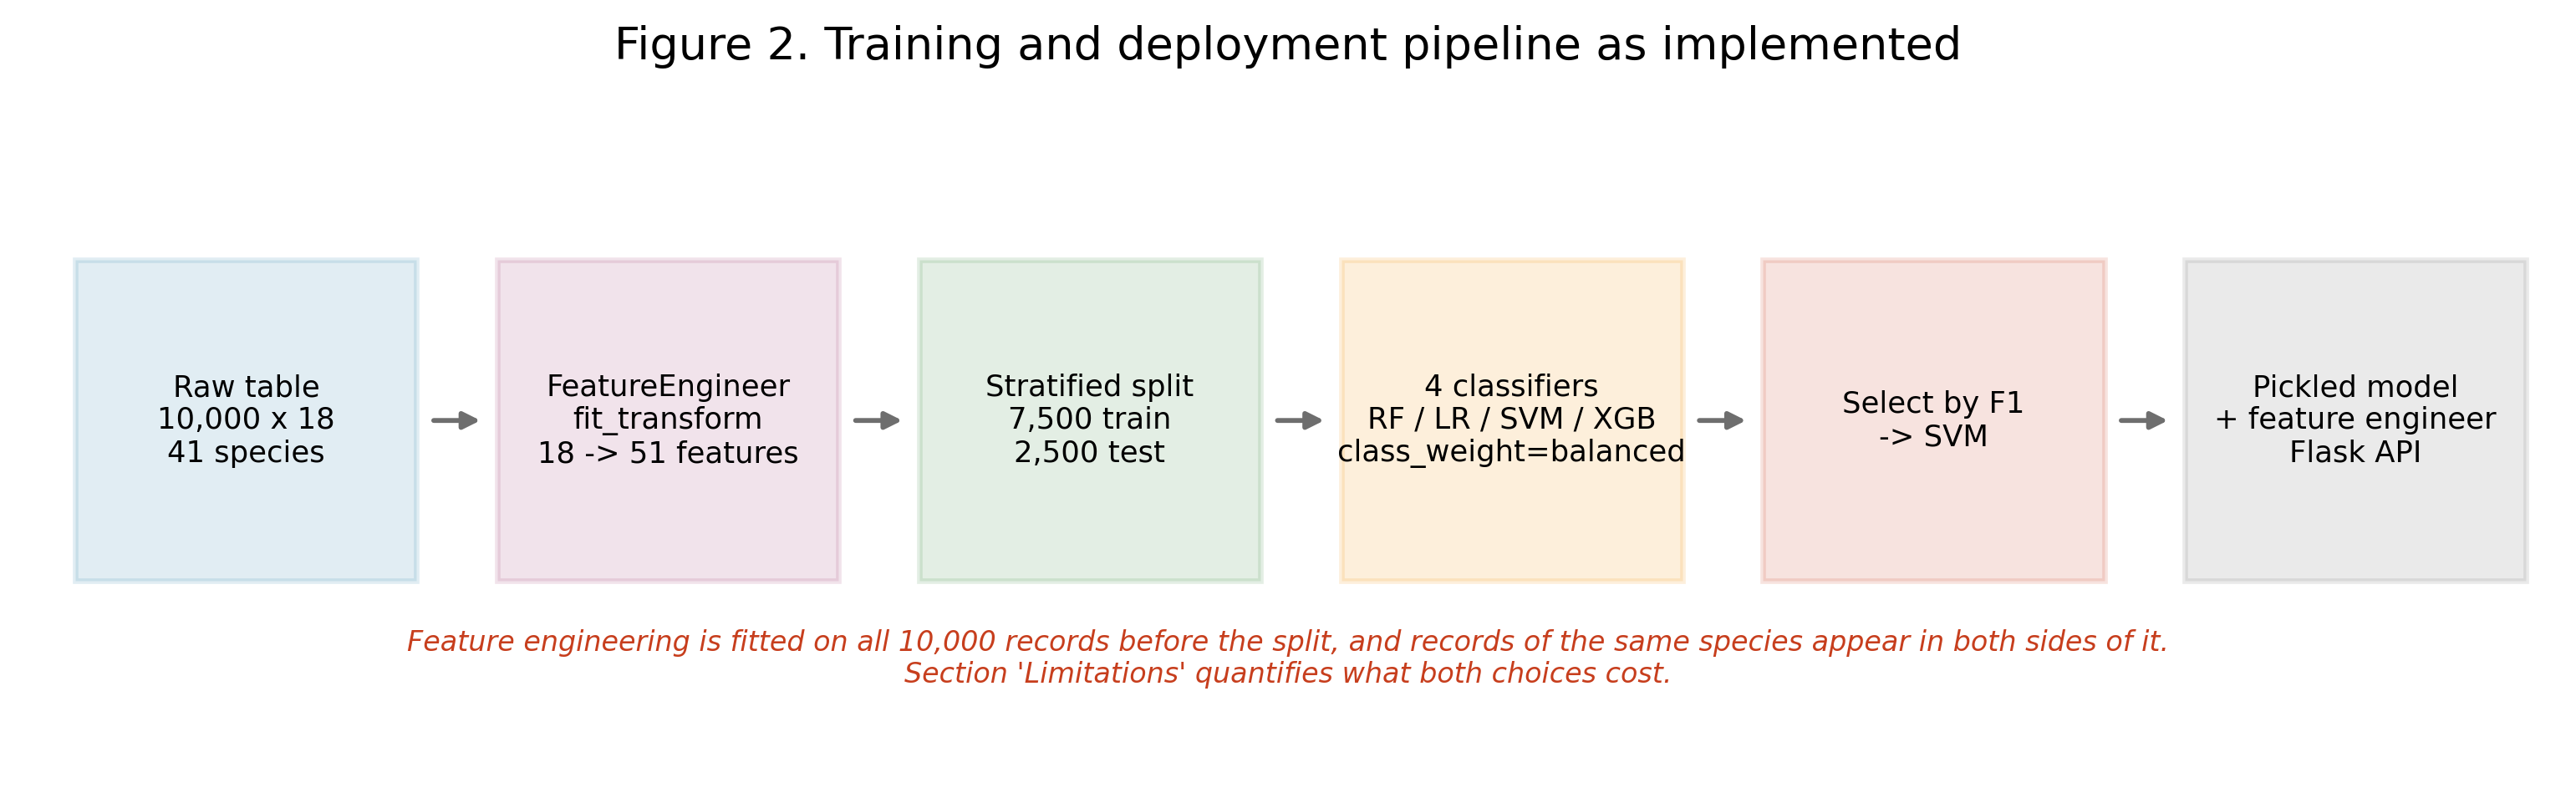 Figure 2. Training and deployment pipeline as implemented
Raw table
10,000 x 18
41 species
FeatureEngineer
fit_transform
18 -> 51 features
Stratified split
7,500 train
2,500 test
4 classifiers
RF / LR / SVM / XGB
class_weight=balanced
Select by F1
-> SVM
Pickled model
+ feature engineer
Flask API
Feature engineering is fitted on all 10,000 records before the split, and records of the same species appear in both sides of it.
Section 'Limitations' quantifies what both choices cost.